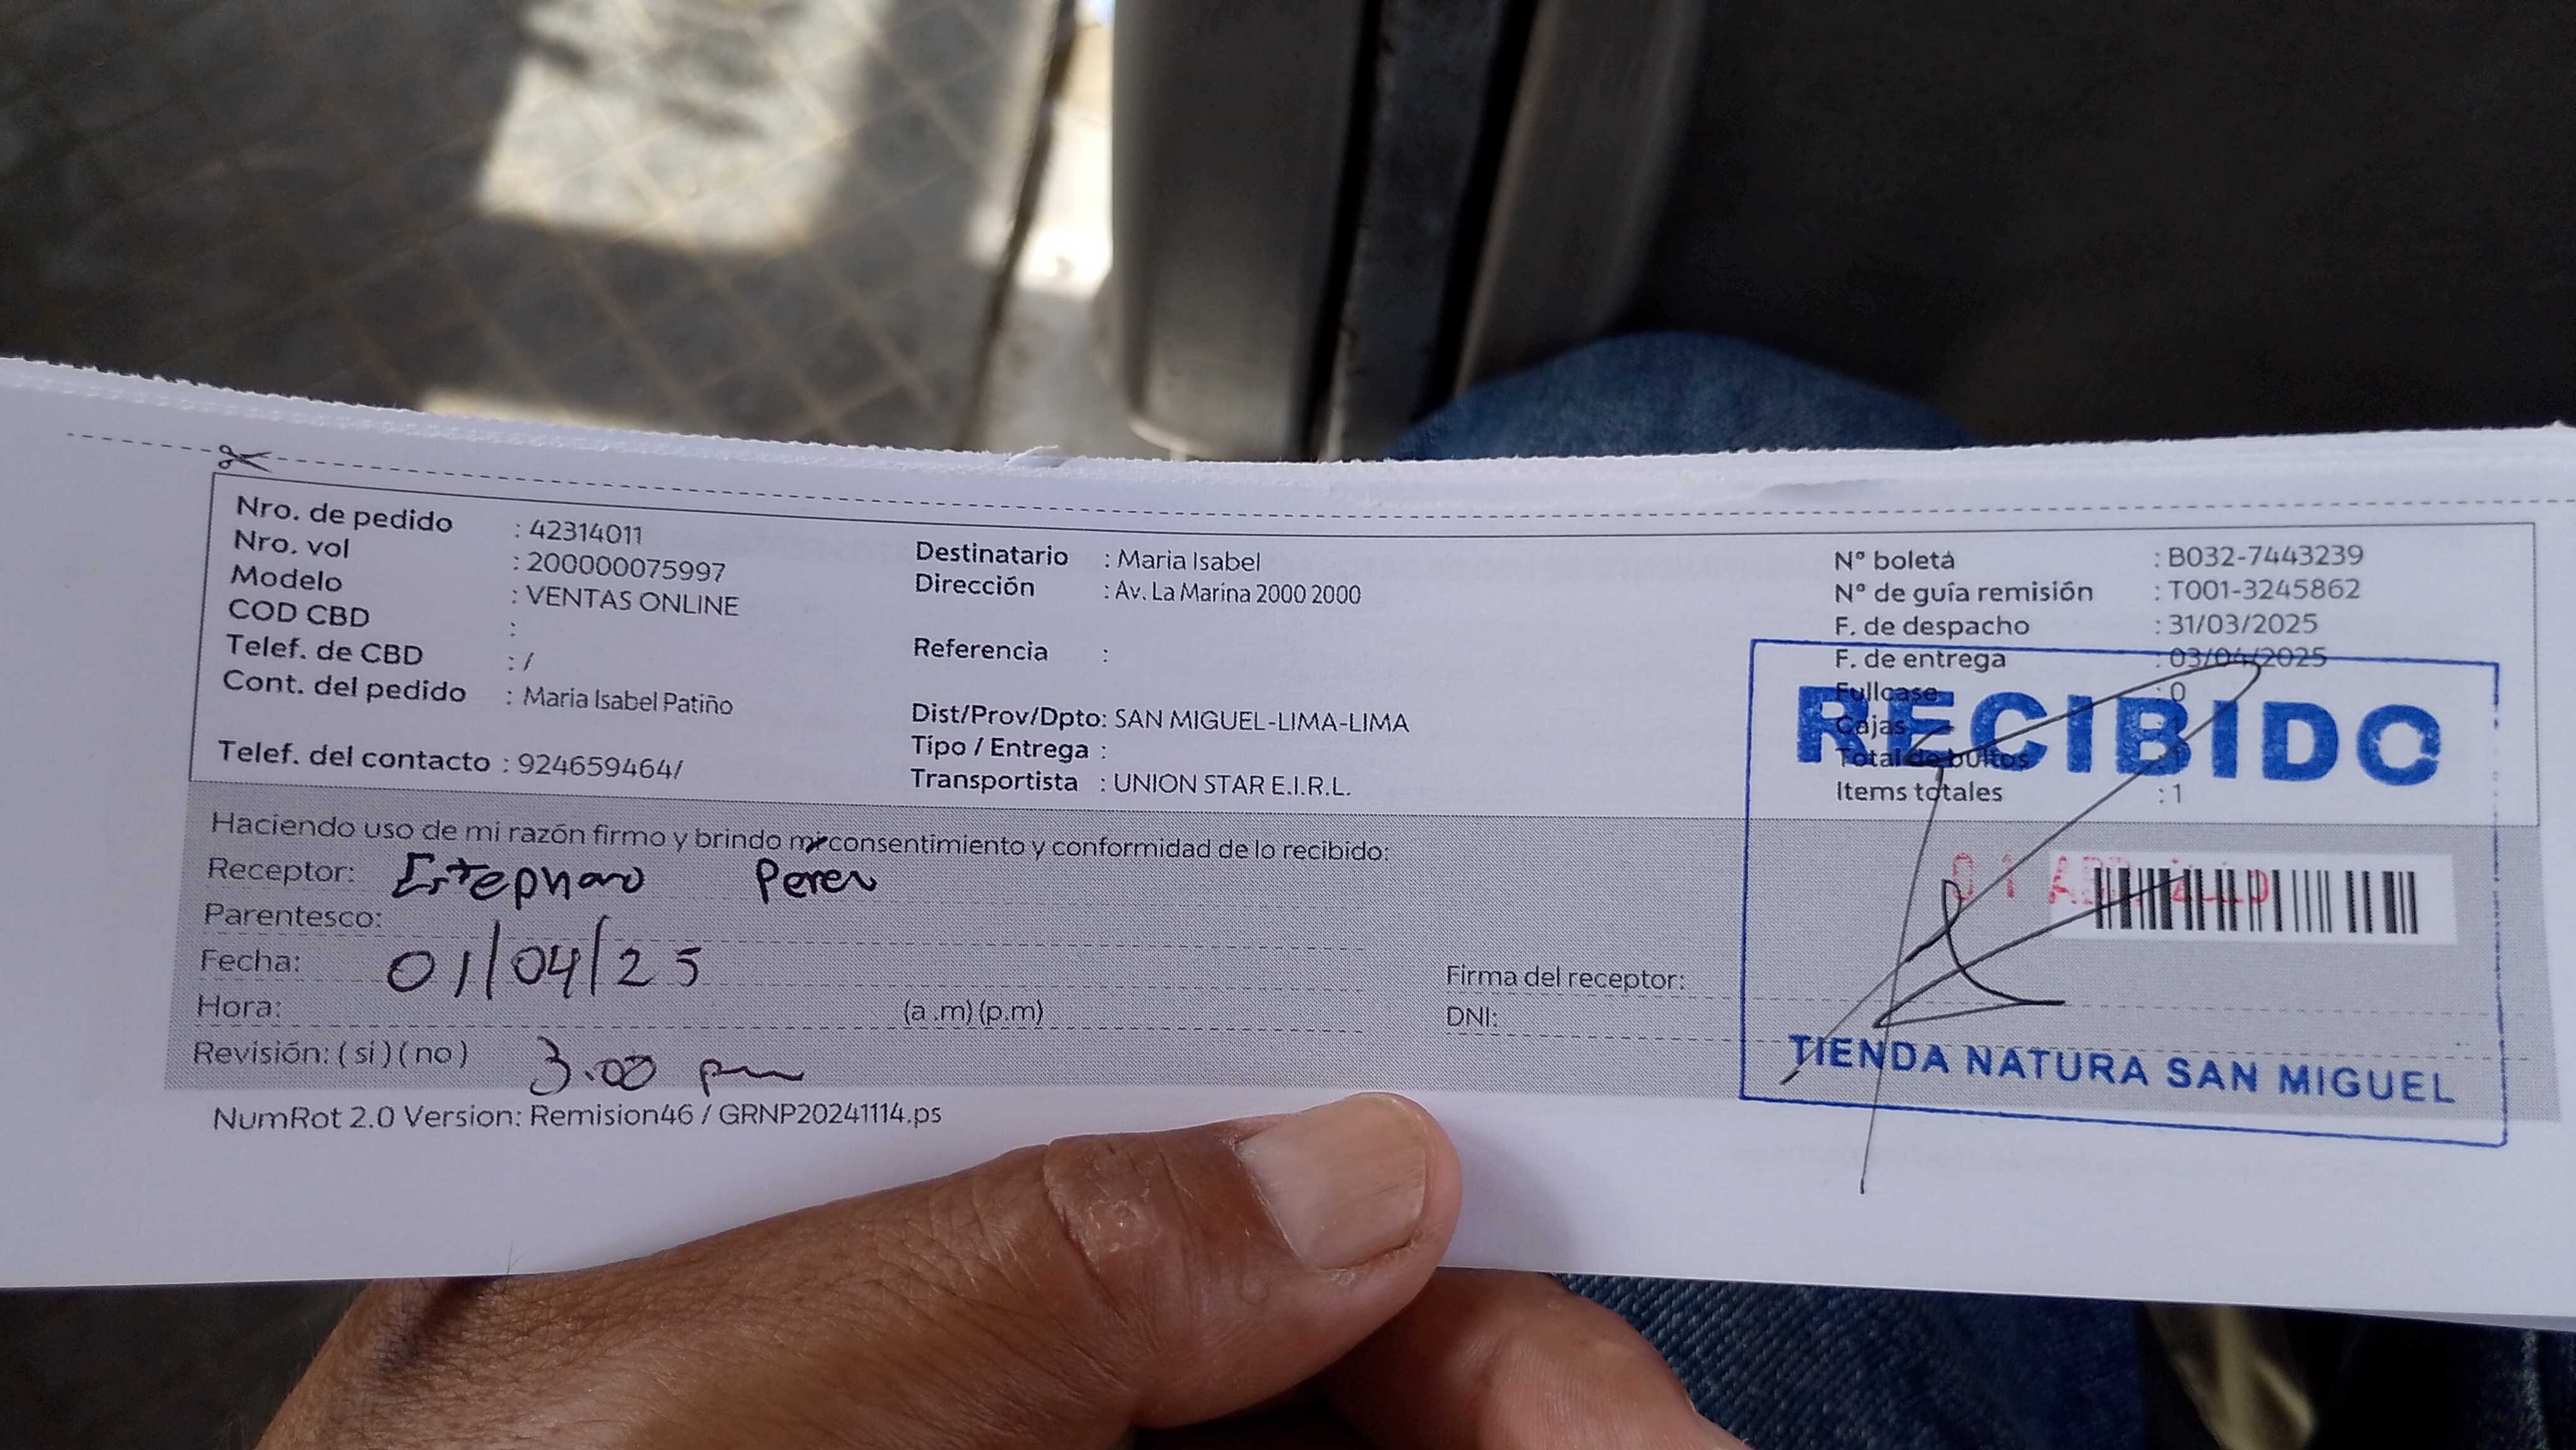 Nro. de pedido : 42314011
Nro. vol : 200000075997
Modelo : VENTAS ONLINE
COD CBD :
Telef. de CBD : /
Cont. del pedido : Maria Isabel Patiño
Telef. del contacto : 924659464/
Destinatario : Maria Isabel
Dirección : Av. La Marina 2000 2000
Referencia :
Dist/Prov/Dpto: SAN MIGUEL-LIMA-LIMA
Tipo / Entrega :
Transportista : UNION STAR E.I.R.L.
Nº boleta : B032-7443239
Nº de guía remisión : T001-3245862
F. de despacho : 31/03/2025
F. de entrega : 03/04/2025
Fullcase : 0
Cajas
Total de bultos
Items totales : 1
RECIBIDO
Haciendo uso de mi razón firmo y brindo mi consentimiento y conformidad de lo recibido:
Receptor: Estephano Perez
Parentesco:
Fecha: 01/04/25
Hora: (a .m) (p.m)
Revisión: ( si ) ( no ) 3.00 pm
Firma del receptor:
DNI:
01 ABR
TIENDA NATURA SAN MIGUEL
NumRot 2.0 Version: Remision46 / GRNP20241114.ps